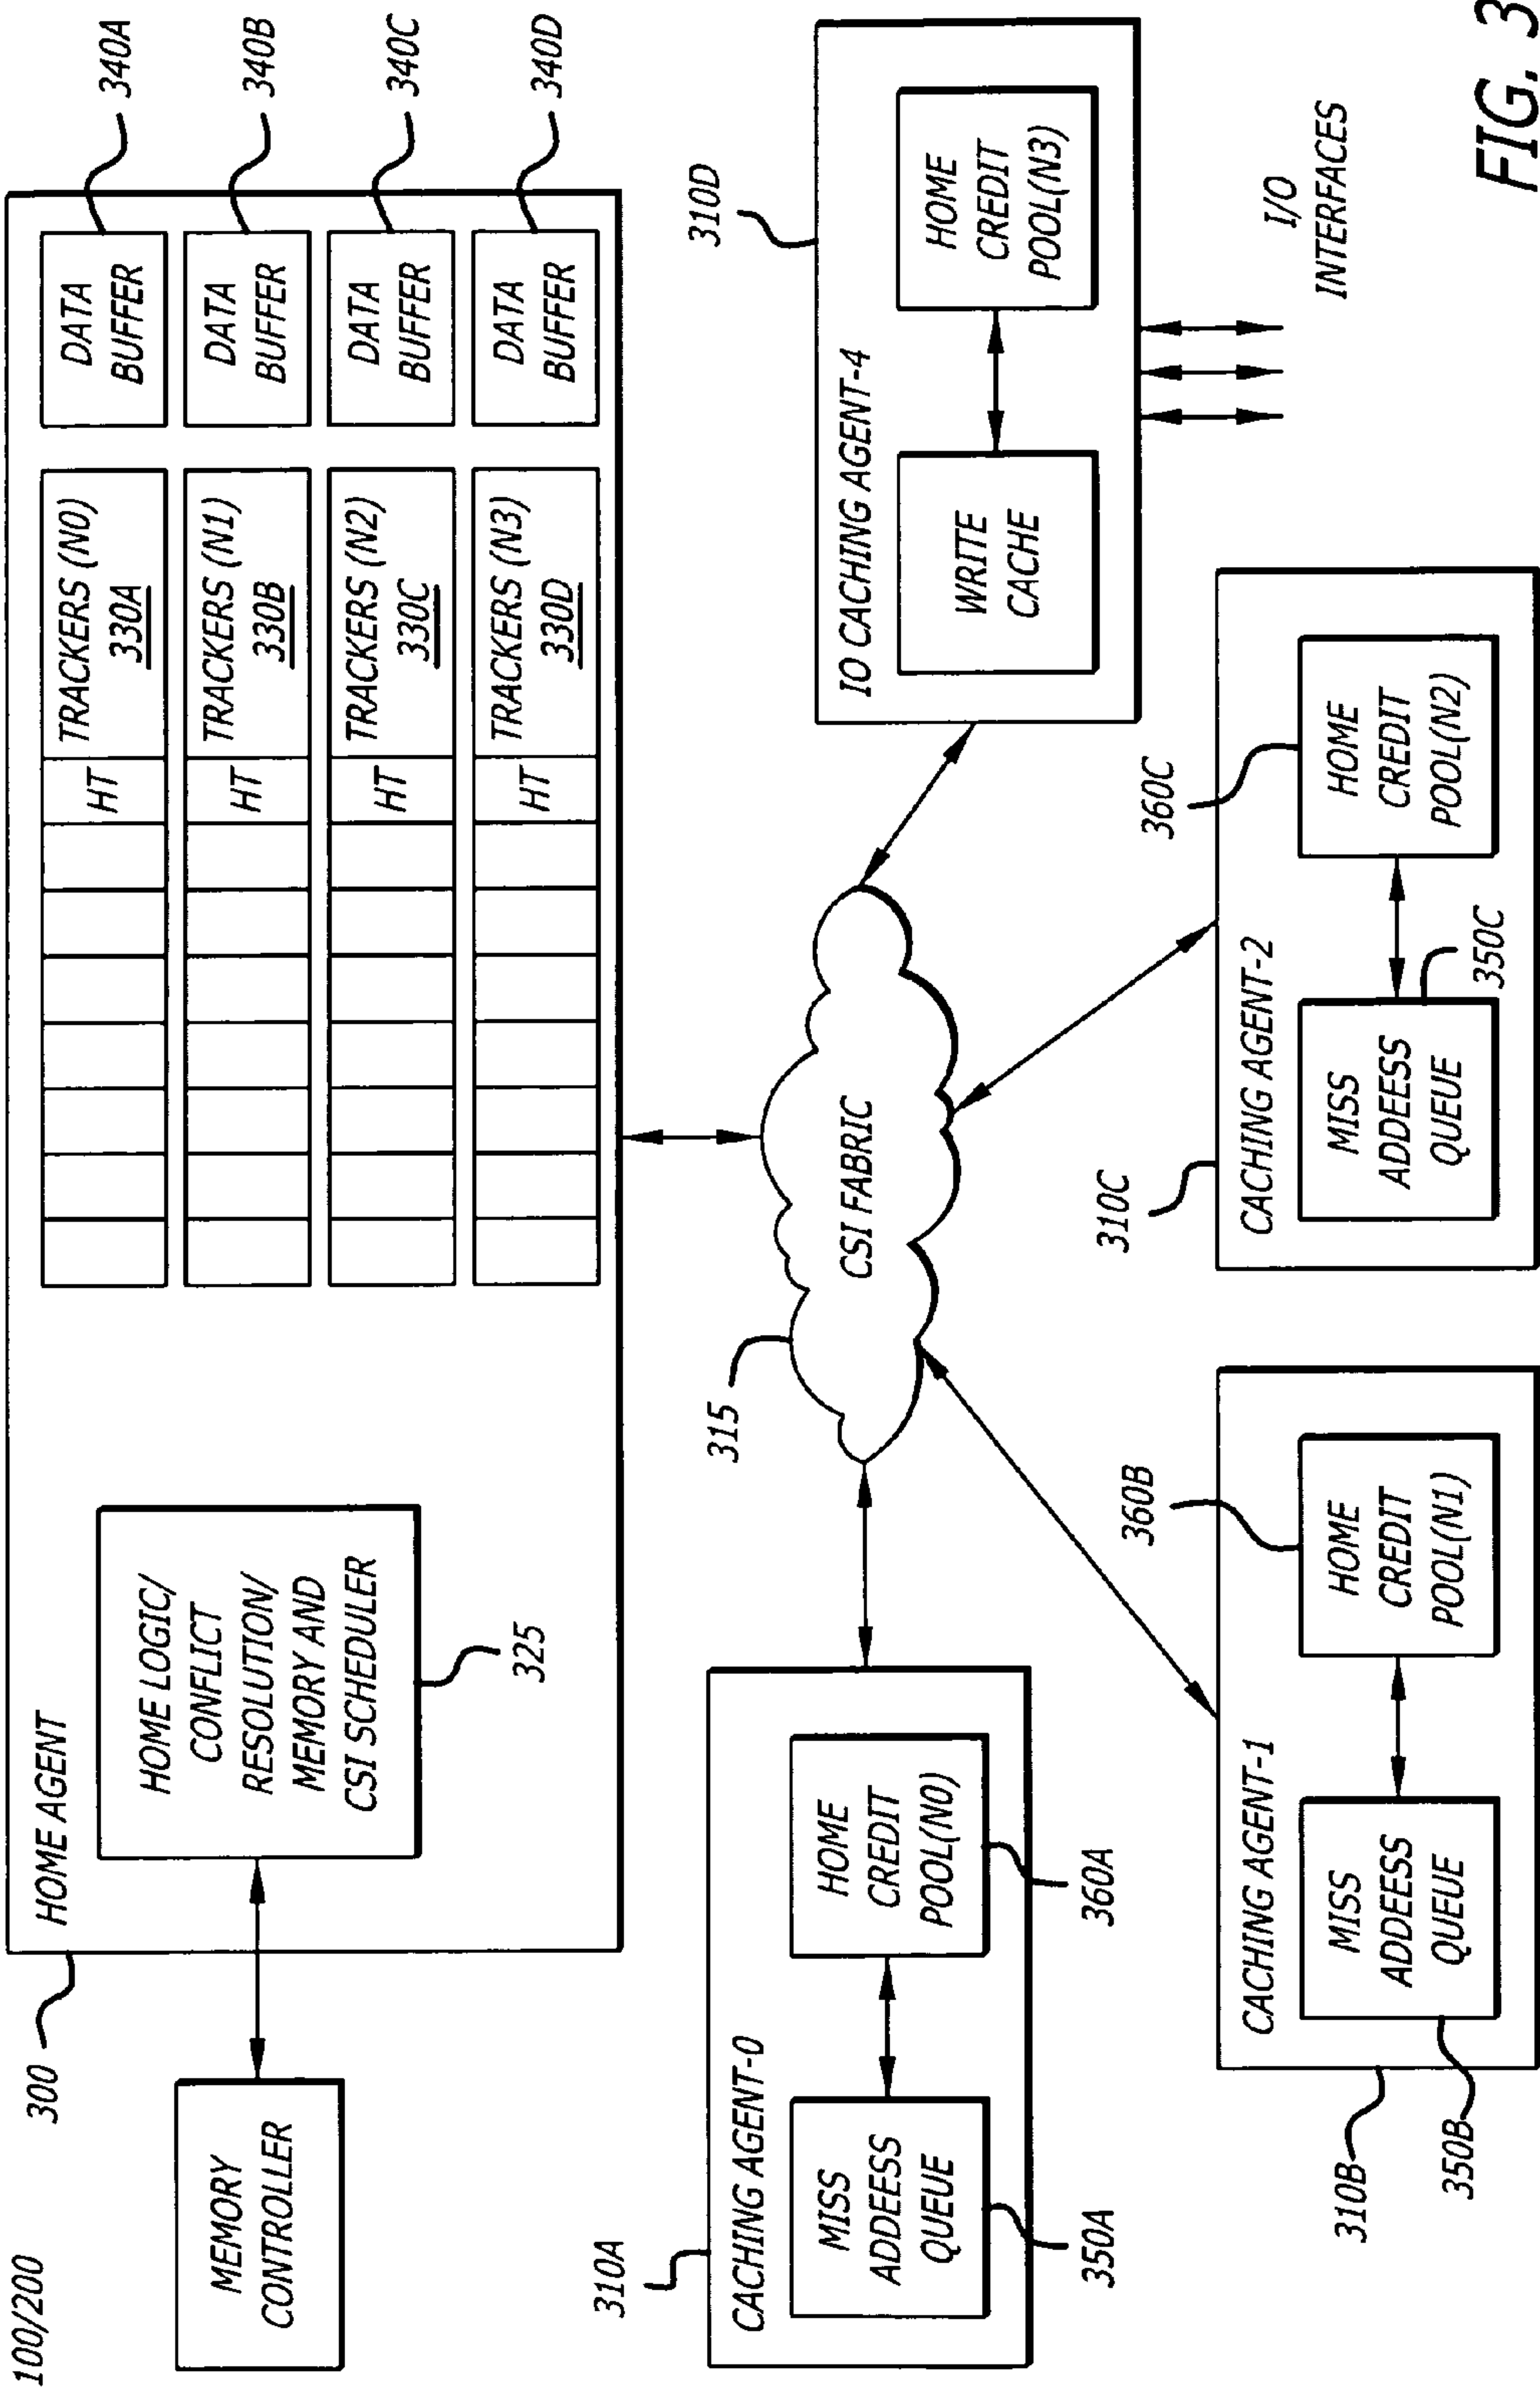 100/200
300
HOME AGENT
MEMORY
CONTROLLER
HOME LOGIC/
CONFLICT
RESOLUTION/
MEMORY AND
CSI SCHEDULER
325
HT
TRACKERS (N0)
330A
DATA
BUFFER
340A
HT
TRACKERS (N1)
330B
DATA
BUFFER
340B
HT
TRACKERS (N2)
330C
DATA
BUFFER
340C
HT
TRACKERS (N3)
330D
DATA
BUFFER
340D
310A
CACHING AGENT-0
MISS
ADDEESS
QUEUE
350A
HOME
CREDIT
POOL(N0)
360A
315
CSI FABRIC
310D
IO CACHING AGENT-4
WRITE
CACHE
HOME
CREDIT
POOL(N3)
I/O
INTERFACES
310B
CACHING AGENT-1
MISS
ADDEESS
QUEUE
350B
HOME
CREDIT
POOL(N1)
360B
310C
CACHING AGENT-2
MISS
ADDEESS
QUEUE
350C
HOME
CREDIT
POOL(N2)
360C
FIG. 3